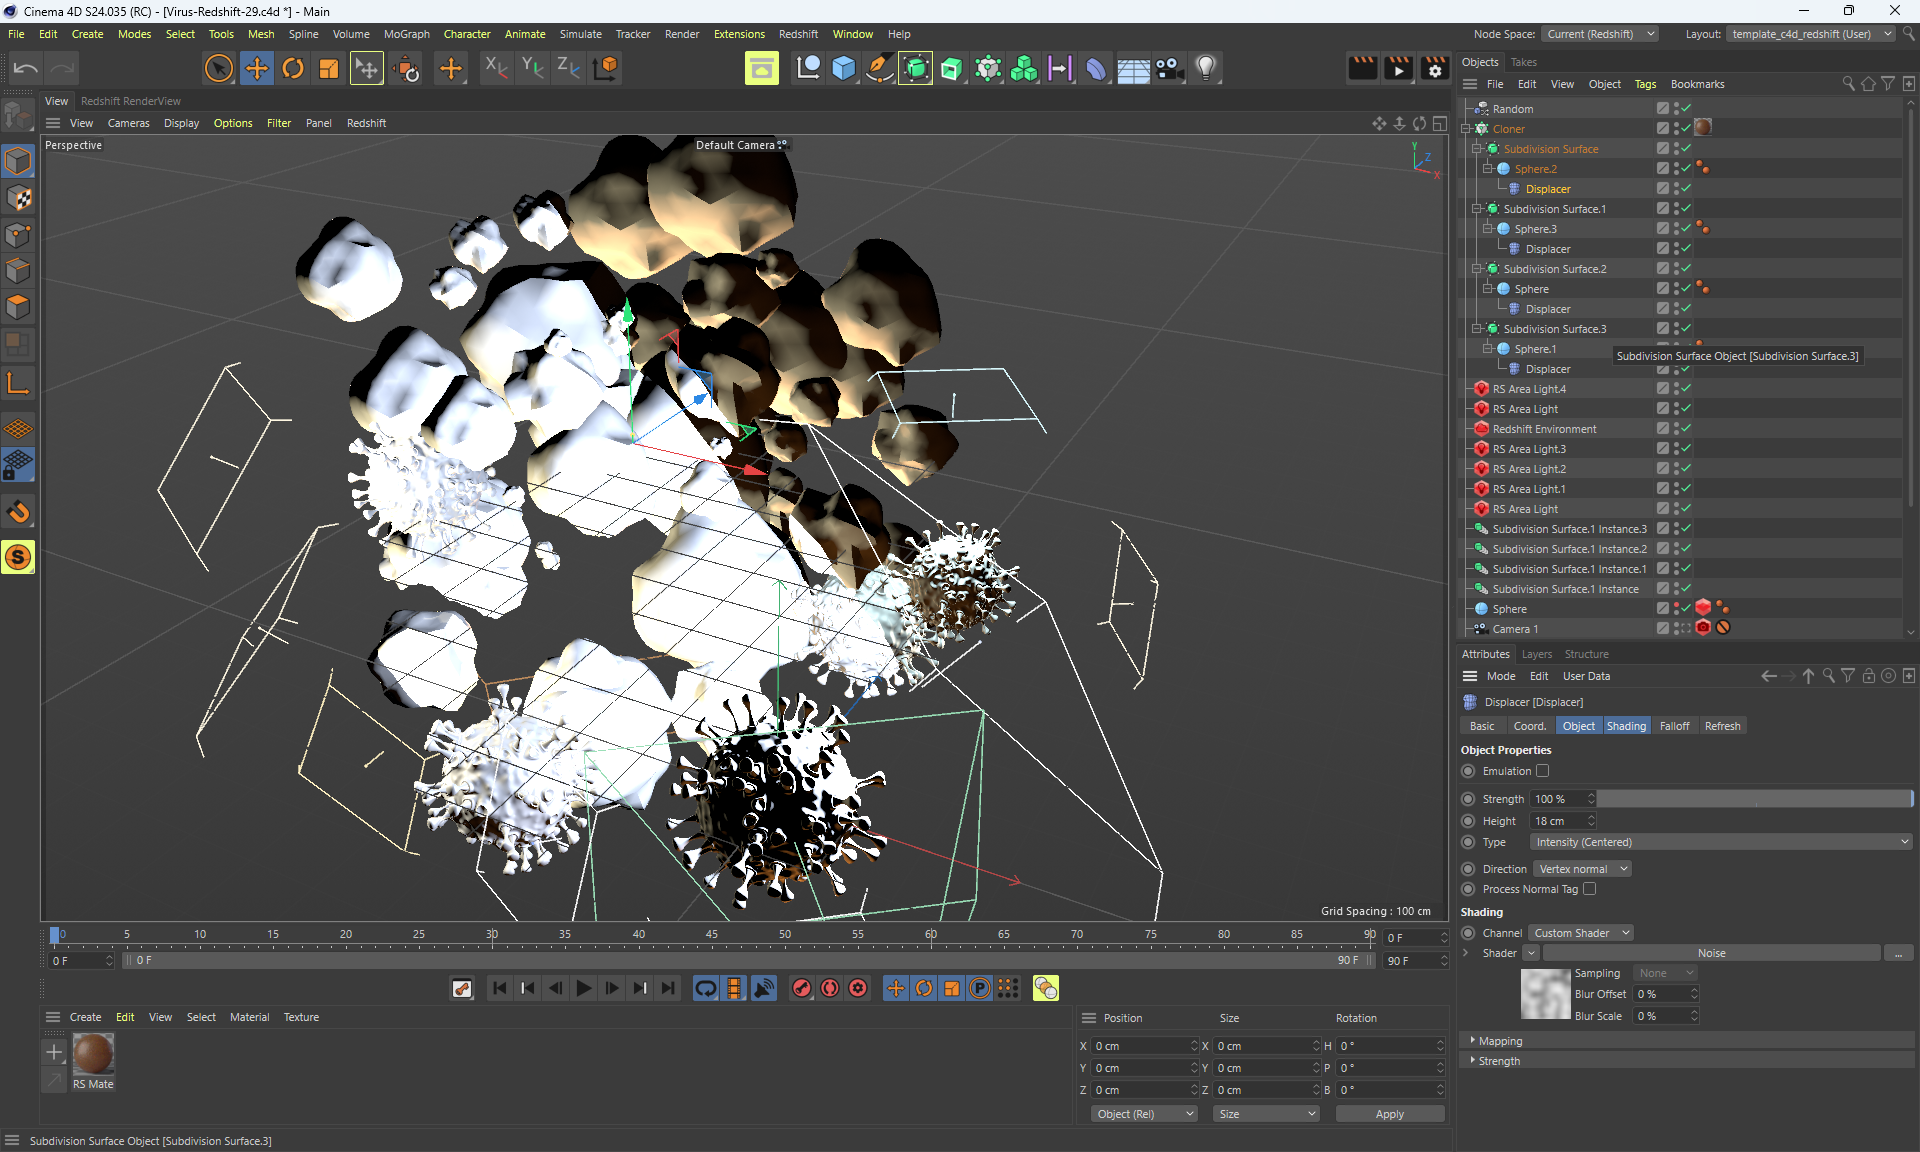 Cinema 4D S24.035 (RC) - [Virus-Redshift-29.c4d *] - Main
File Edit Create Modes Select Tools Mesh Spline Volume MoGraph Character Animate Simulate Tracker Render Extensions Redshift Window Help
Node Space: Current (Redshift) Layout: template_c4d_redshift (User)
Objects Takes
File Edit View Object Tags Bookmarks
View Redshift RenderView
View Cameras Display Options Filter Panel Redshift
Perspective
Default Camera
Y
Z
X
Grid Spacing : 100 cm
Random
Cloner
Subdivision Surface
Sphere.2
Displacer
Subdivision Surface.1
Sphere.3
Displacer
Subdivision Surface.2
Sphere
Displacer
Subdivision Surface.3
Sphere.1
Subdivision Surface Object [Subdivision Surface.3]
Displacer
RS Area Light.4
RS Area Light
Redshift Environment
RS Area Light.3
RS Area Light.2
RS Area Light.1
RS Area Light
Subdivision Surface.1 Instance.3
Subdivision Surface.1 Instance.2
Subdivision Surface.1 Instance.1
Subdivision Surface.1 Instance
Sphere
Camera 1
Attributes Layers Structure
Mode Edit User Data
Displacer [Displacer]
Basic Coord. Object Shading Falloff Refresh
Object Properties
Emulation
Strength 100 %
Height 18 cm
Type Intensity (Centered)
Direction Vertex normal
Process Normal Tag
Shading
Channel Custom Shader
Shader Noise ...
Sampling None
Blur Offset 0 %
Blur Scale 0 %
Mapping
Strength
0 5 10 15 20 25 30 35 40 45 50 55 60 65 70 75 80 85 90 0 F
0 F 0 F 90 F 90 F
Create Edit View Select Material Texture
RS Mate
Position Size Rotation
X 0 cm X 0 cm H 0 °
Y 0 cm Y 0 cm P 0 °
Z 0 cm Z 0 cm B 0 °
Object (Rel) Size Apply
Subdivision Surface Object [Subdivision Surface.3]